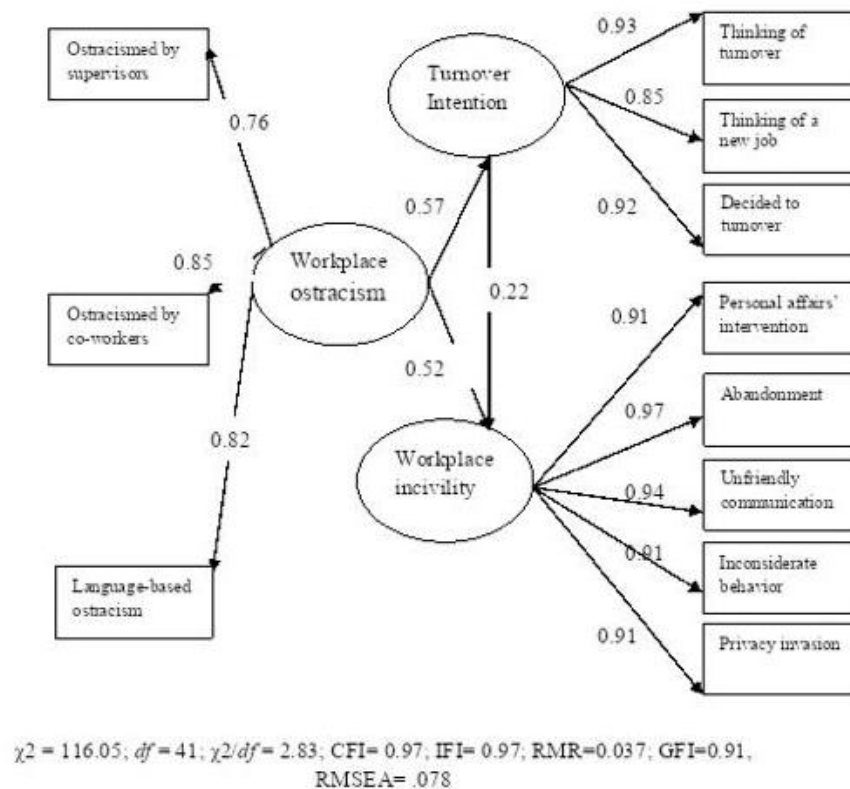 Ostracismed by
supervisors
0.76
0.85
Ostracismed by
co-workers
0.82
Language-based
ostracism
Workplace
ostracism
0.57
0.52
0.22
Turnover
Intention
0.93
0.85
0.92
Thinking of
turnover
Thinking of a
new job
Decided to
turnover
Workplace
incivility
0.91
0.97
0.94
0.91
0.91
Personal affairs'
intervention
Abandonment
Unfriendly
communication
Inconsiderate
behavior
Privacy invasion
χ2 = 116.05; df = 41; χ2/df = 2.83; CFI= 0.97; IFI= 0.97; RMR=0.037; GFI=0.91,
RMSEA= .078